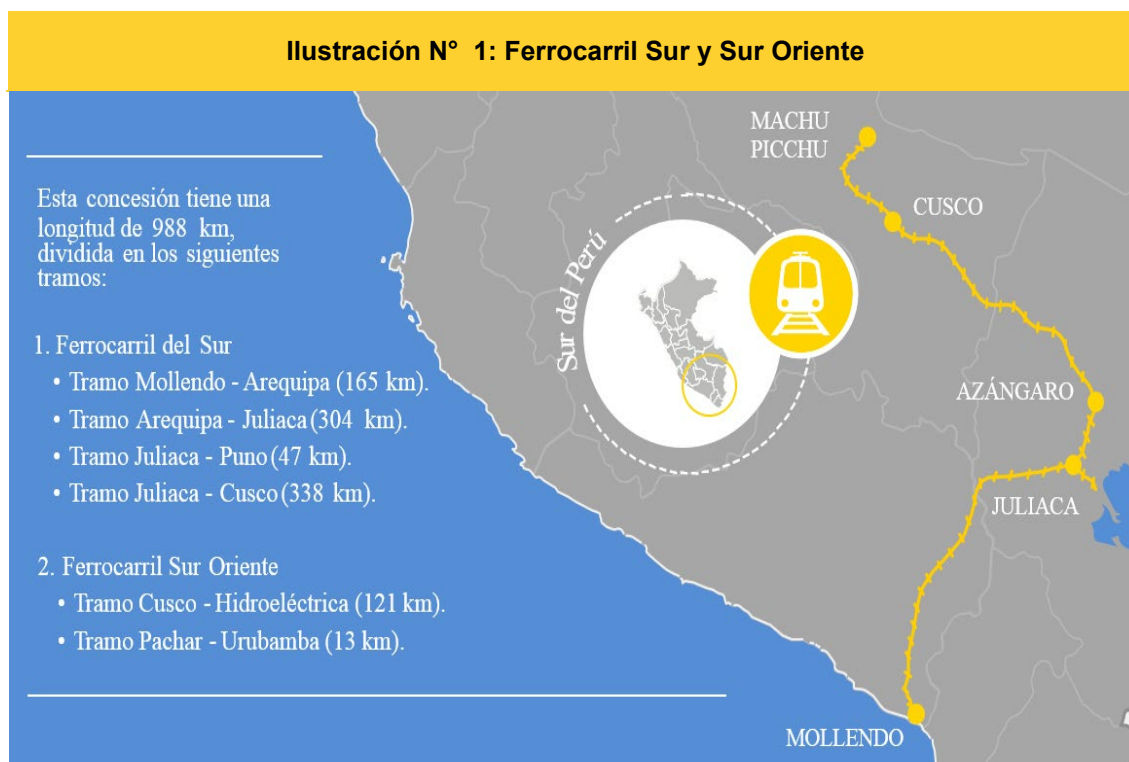 Ilustración N° 1: Ferrocarril Sur y Sur Oriente
Esta concesión tiene una
longitud de 988 km,
dividida en los siguientes
tramos:
1. Ferrocarril del Sur
• Tramo Mollendo - Arequipa (165 km).
• Tramo Arequipa - Juliaca (304 km).
• Tramo Juliaca - Puno (47 km).
• Tramo Juliaca - Cusco (338 km).
2. Ferrocarril Sur Oriente
• Tramo Cusco - Hidroeléctrica (121 km).
• Tramo Pachar - Urubamba (13 km).
Sur del Perú
MACHU
PICCHU
CUSCO
AZÁNGARO
JULIACA
MOLLENDO